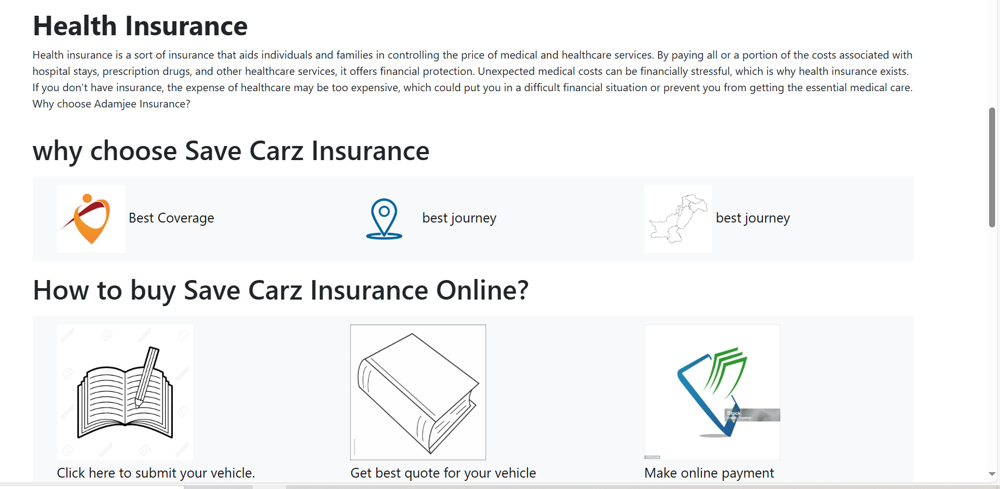 Health Insurance
Health insurance is a sort of insurance that aids individuals and families in controlling the price of medical and healthcare services. By paying all or a portion of the costs associated with
hospital stays, prescription drugs, and other healthcare services, it offers financial protection. Unexpected medical costs can be financially stressful, which is why health insurance exists.
If you don't have insurance, the expense of healthcare may be too expensive, which could put you in a difficult financial situation or prevent you from getting the essential medical care.
Why choose Adamjee Insurance?
why choose Save Carz Insurance
Best Coverage best journey best journey
How to buy Save Carz Insurance Online?
iStock
Click here to submit your vehicle. Get best quote for your vehicle Make online payment